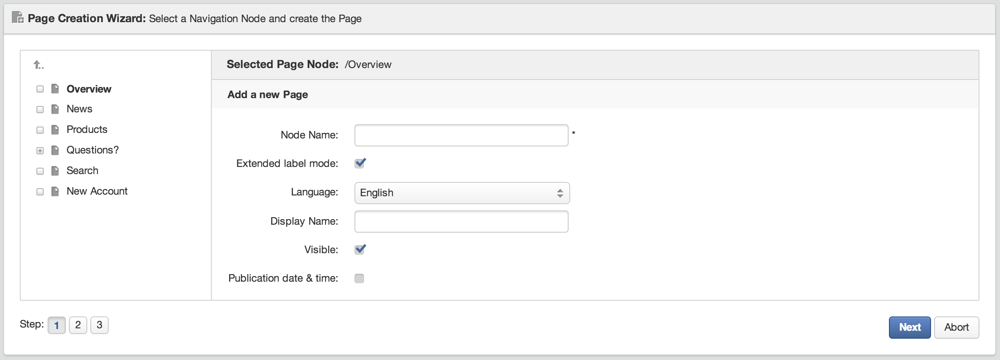 Page Creation Wizard: Select a Navigation Node and create the Page
..
Overview
News
Products
Questions?
Search
New Account
Selected Page Node: /Overview
Add a new Page
Node Name: *
Extended label mode:
Language: English
Display Name:
Visible:
Publication date & time:
Step: 1 2 3
Next Abort